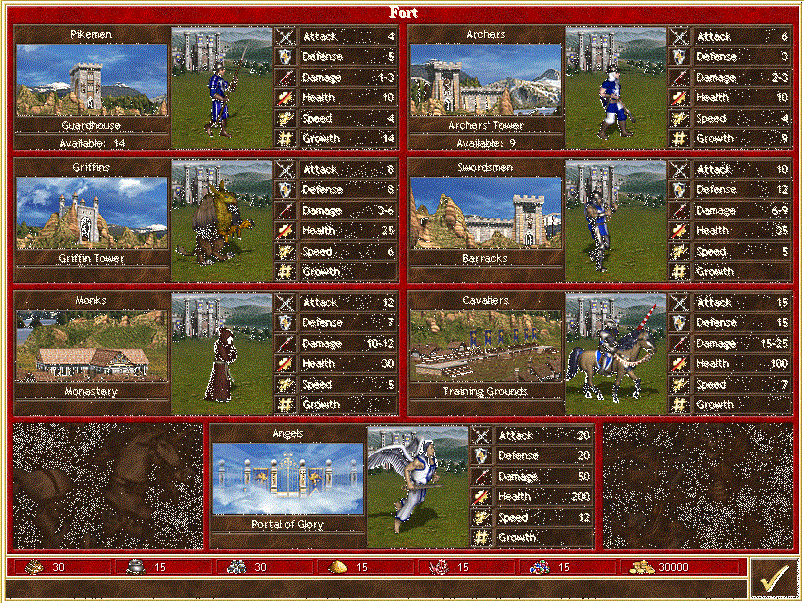 Fort
Pikemen
Attack 4
Defense 5
Damage 1-3
Health 10
Speed 4
Growth 14
Guardhouse
Available: 14
Archers
Attack 6
Defense 3
Damage 2-3
Health 10
Speed 4
Growth 9
Archers' Tower
Available: 9
Griffins
Attack 8
Defense 8
Damage 3-6
Health 25
Speed 6
Growth
Griffin Tower
Swordsmen
Attack 10
Defense 12
Damage 6-9
Health 35
Speed 5
Growth
Barracks
Monks
Attack 12
Defense 7
Damage 10-12
Health 30
Speed 5
Growth
Monastery
Cavaliers
Attack 15
Defense 15
Damage 15-25
Health 100
Speed 7
Growth
Training Grounds
Angels
Attack 20
Defense 20
Damage 50
Health 200
Speed 12
Growth
Portal of Glory
30 15 30 15 15 15 30000